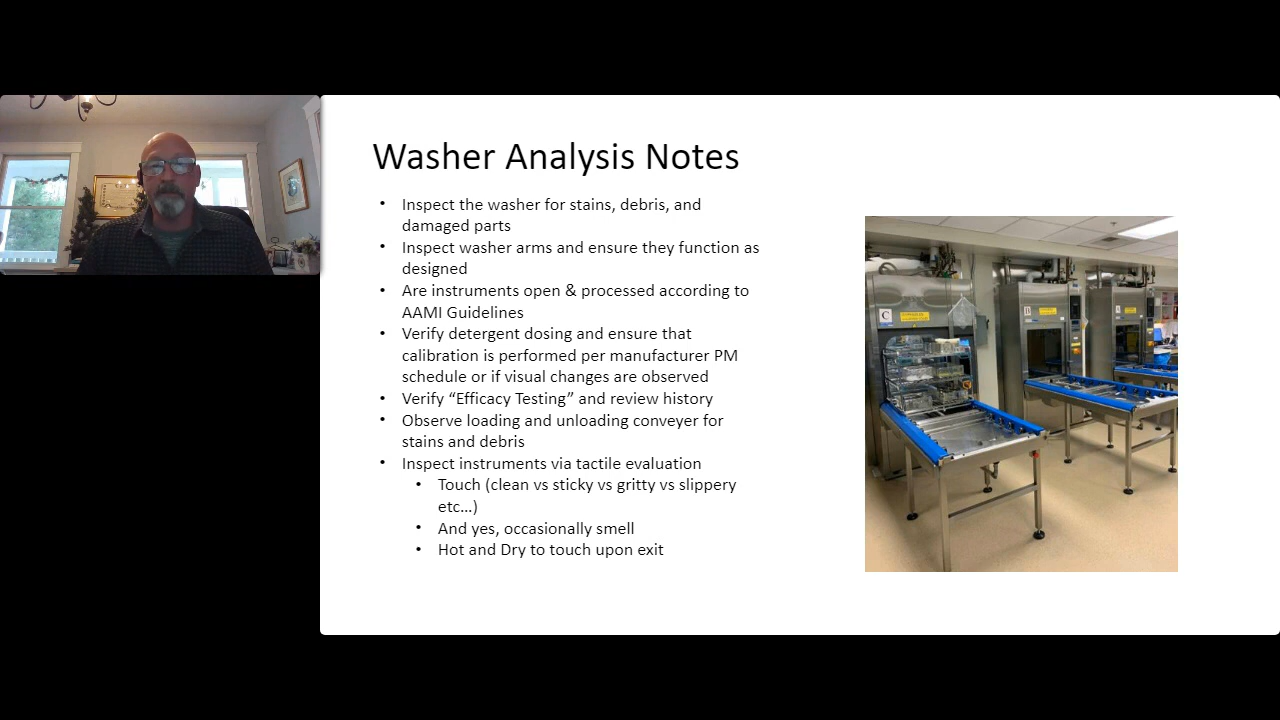 Washer Analysis Notes
• Inspect the washer for stains, debris, and
damaged parts
• Inspect washer arms and ensure they function as
designed
• Are instruments open & processed according to
AAMI Guidelines
• Verify detergent dosing and ensure that
calibration is performed per manufacturer PM
schedule or if visual changes are observed
• Verify “Efficacy Testing” and review history
• Observe loading and unloading conveyer for
stains and debris
• Inspect instruments via tactile evaluation
• Touch (clean vs sticky vs gritty vs slippery
etc…)
• And yes, occasionally smell
• Hot and Dry to touch upon exit
C
B
A